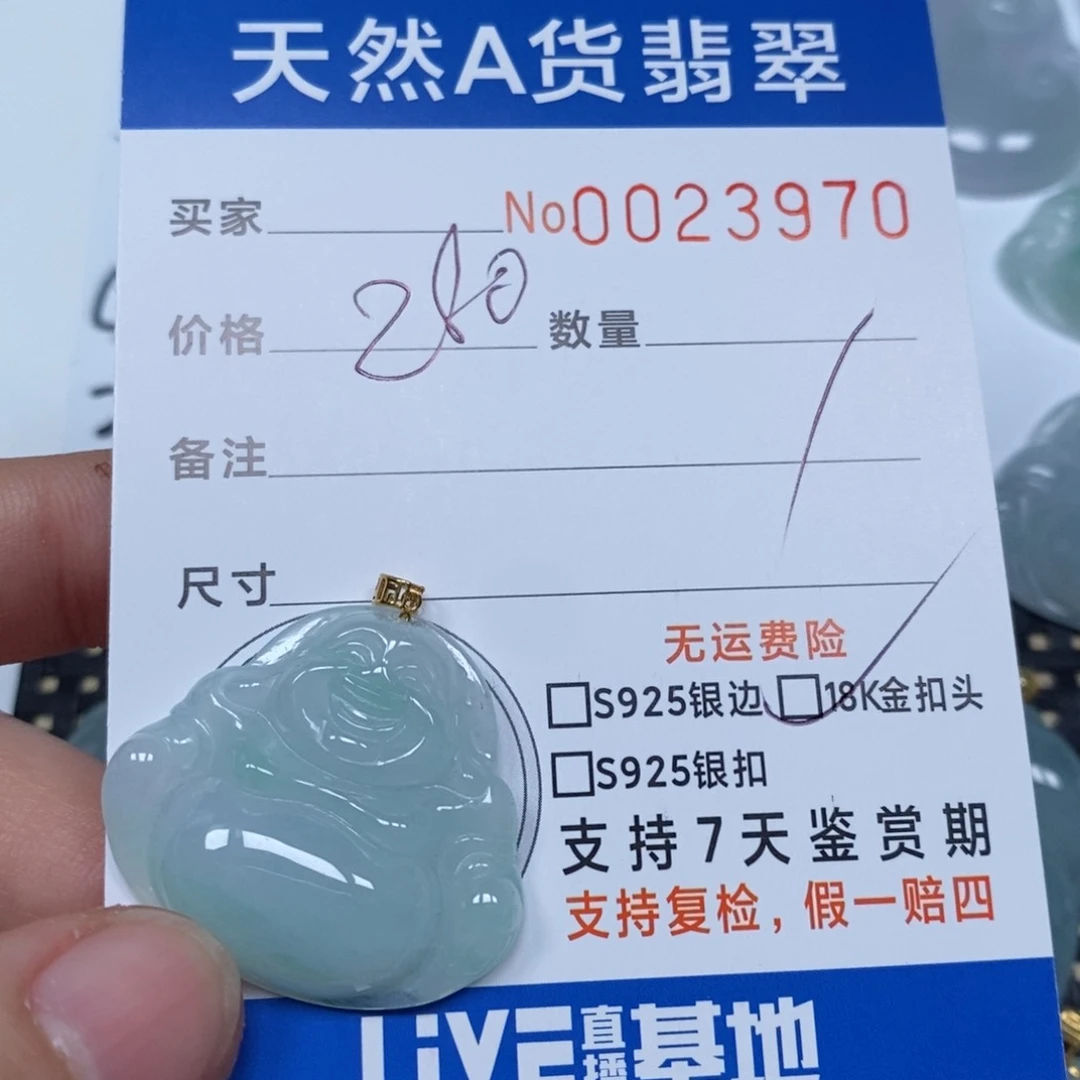 天然A货翡翠
买家 No0023970
价格 280 数量 1
备注
尺寸
无运费险
□S925银边 □18K金扣头
□S925银扣
支持7天鉴赏期
支持复检，假一赔四
LiVE直播基地